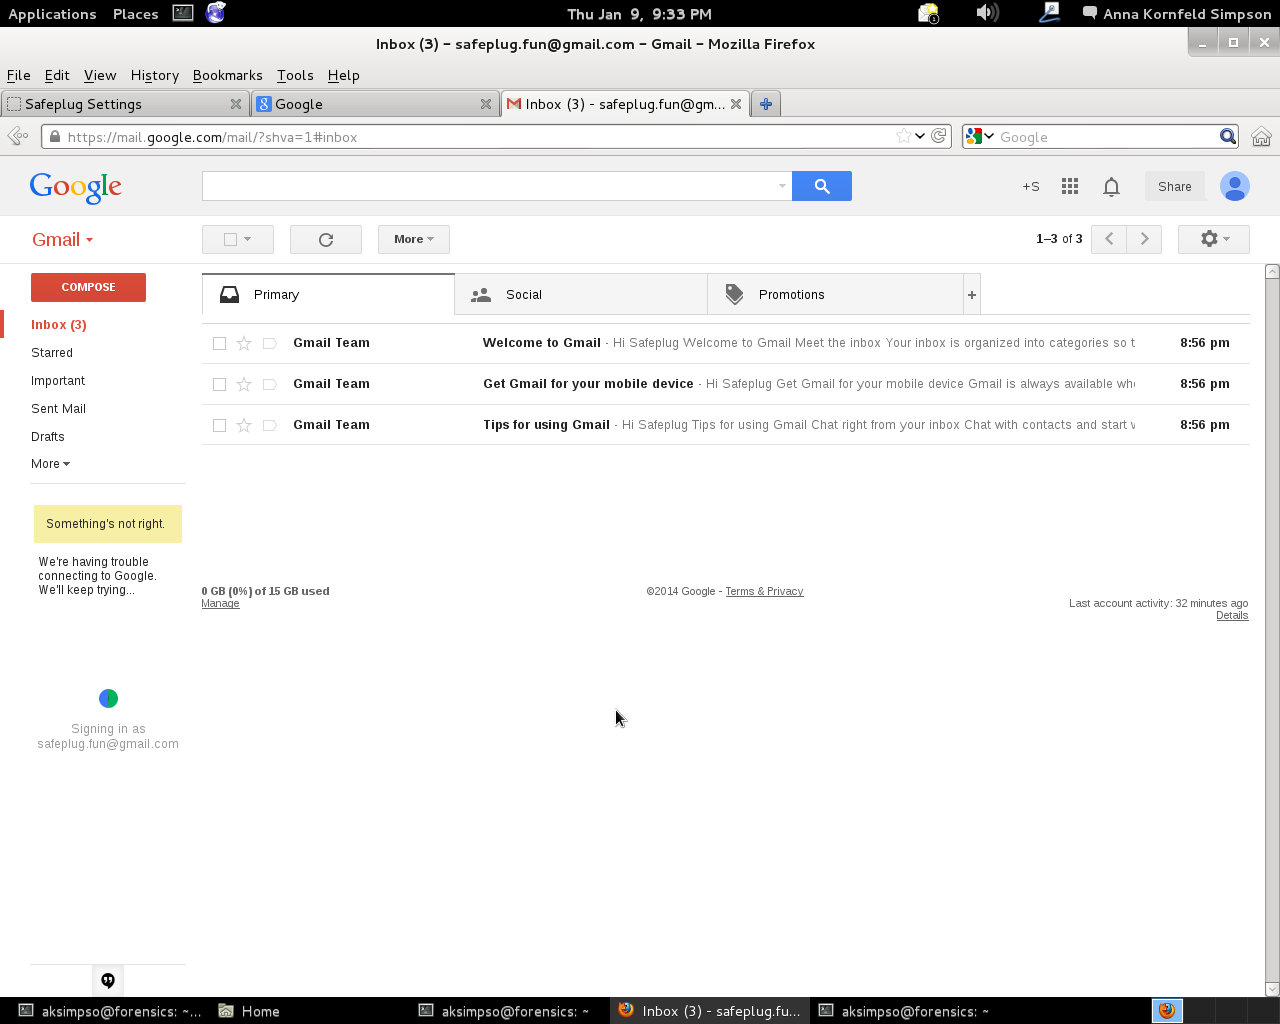 Applications Places Thu Jan 9, 9:33 PM 1 Anna Kornfeld Simpson
Inbox (3) – safeplug.fun@gmail.com – Gmail – Mozilla Firefox
File Edit View History Bookmarks Tools Help
Safeplug Settings Google Inbox (3) - safeplug.fun@gm...
https://mail.google.com/mail/?shva=1#inbox Google
Google +S Share
Gmail More 1–3 of 3
COMPOSE
Primary Social Promotions +
Inbox (3)
Starred
Important
Sent Mail
Drafts
More
Gmail Team Welcome to Gmail - Hi Safeplug Welcome to Gmail Meet the inbox Your inbox is organized into categories so t 8:56 pm
Gmail Team Get Gmail for your mobile device - Hi Safeplug Get Gmail for your mobile device Gmail is always available whe 8:56 pm
Gmail Team Tips for using Gmail - Hi Safeplug Tips for using Gmail Chat right from your inbox Chat with contacts and start v 8:56 pm
Something's not right.
We're having trouble
connecting to Google.
We'll keep trying...
0 GB (0%) of 15 GB used
Manage
©2014 Google - Terms & Privacy
Last account activity: 32 minutes ago
Details
Signing in as
safeplug.fun@gmail.com
aksimpso@forensics: ~... Home aksimpso@forensics: ~ Inbox (3) - safeplug.fu... aksimpso@forensics: ~